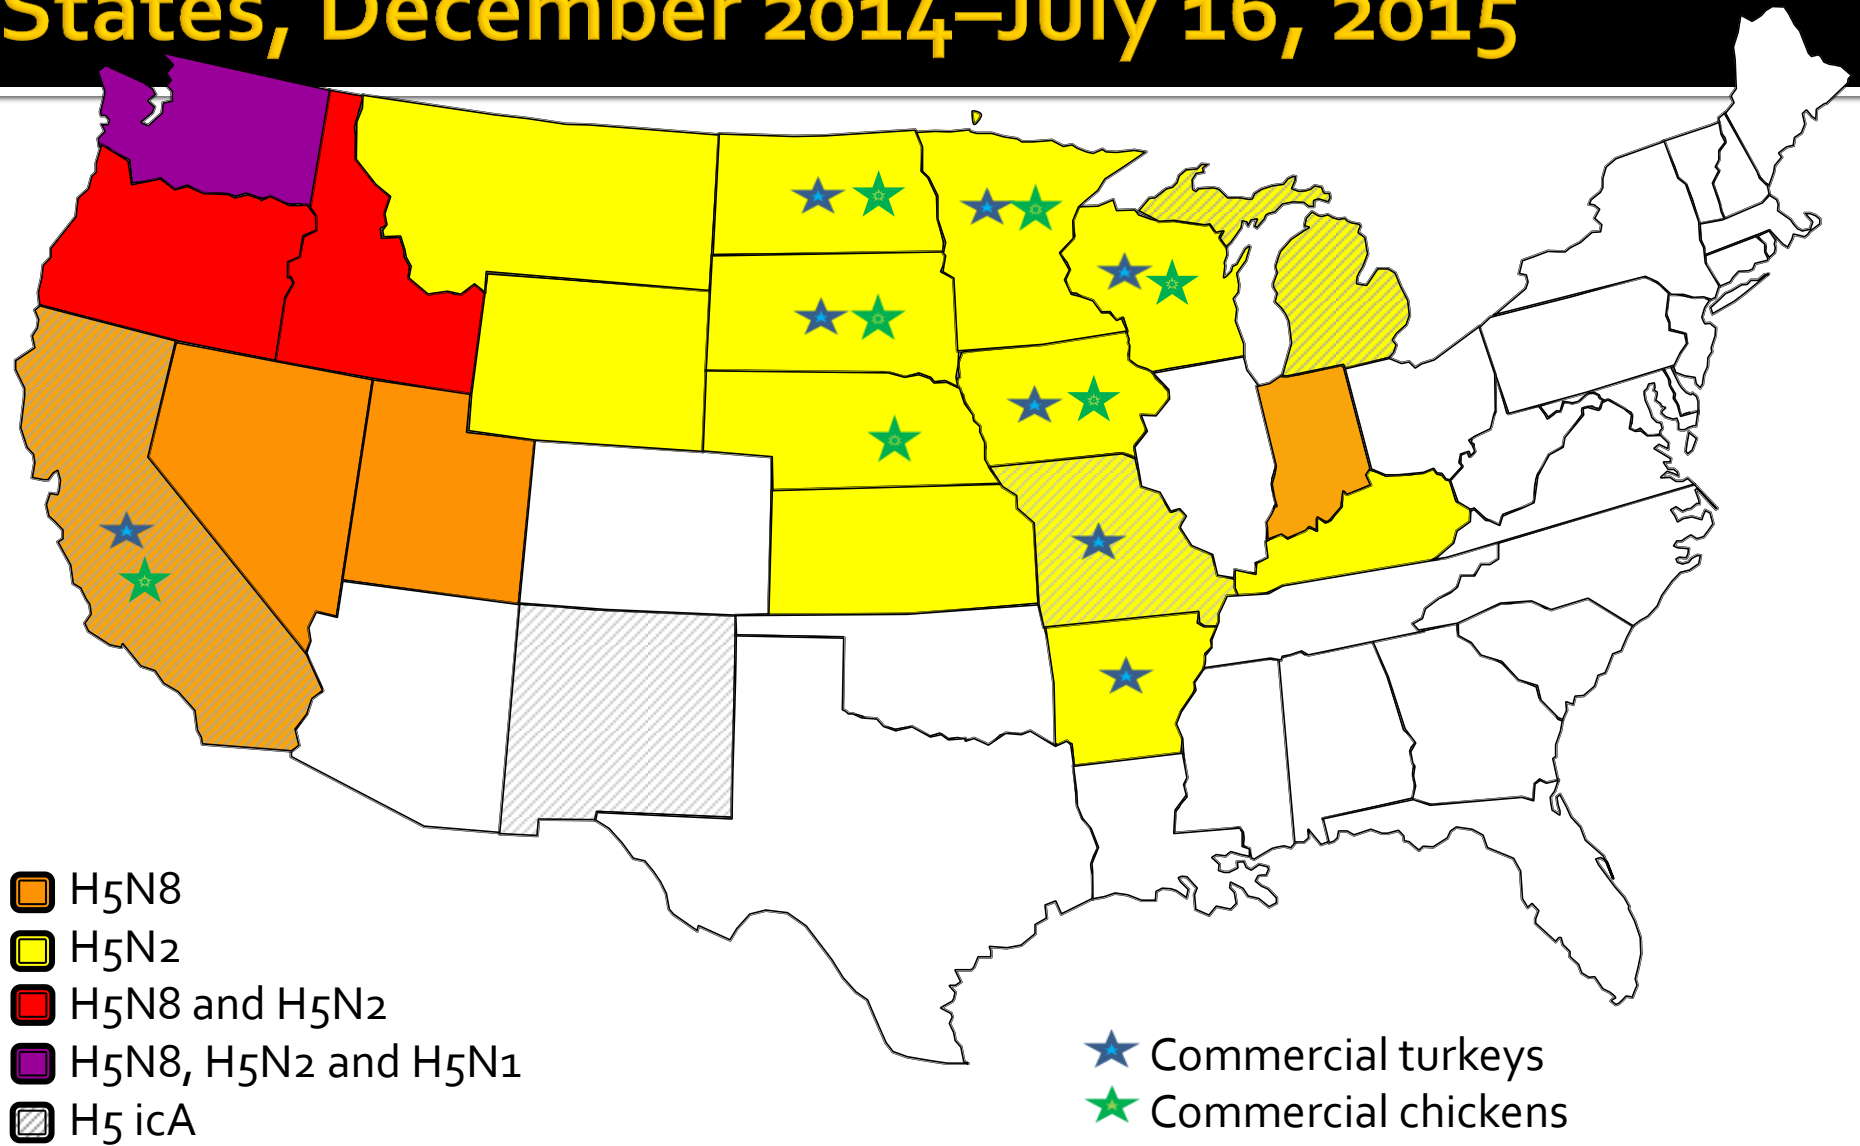 States, December 2014–July 16, 2015
H5N8
H5N2
H5N8 and H5N2
H5N8, H5N2 and H5N1
H5 icA
Commercial turkeys
Commercial chickens